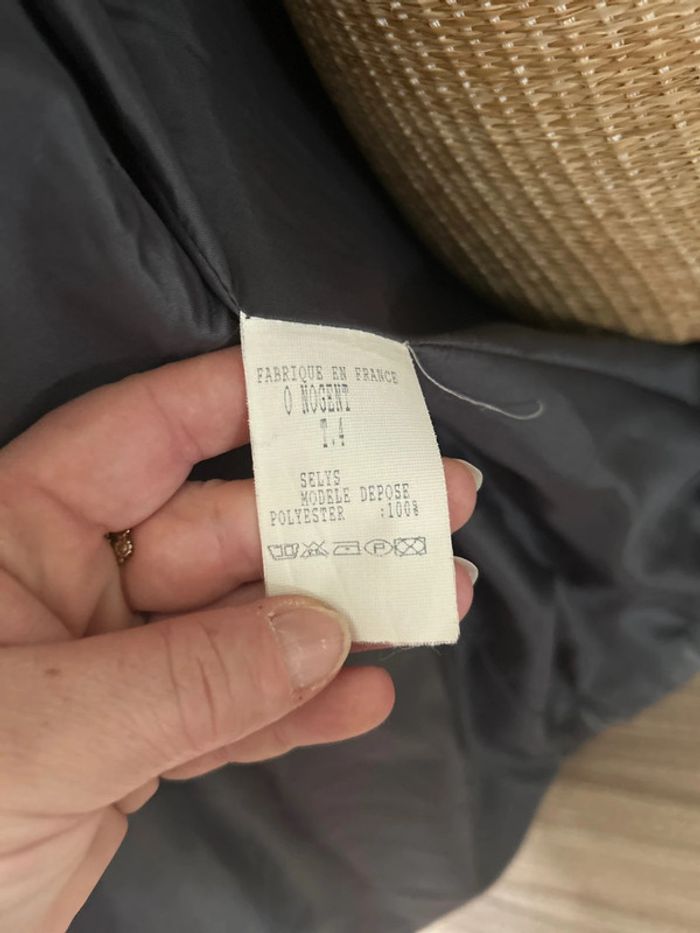 FABRIQUE EN FRANCE
O NOGENT
T.4
SELYS
MODELE DEPOSE
POLYESTER :100%
P